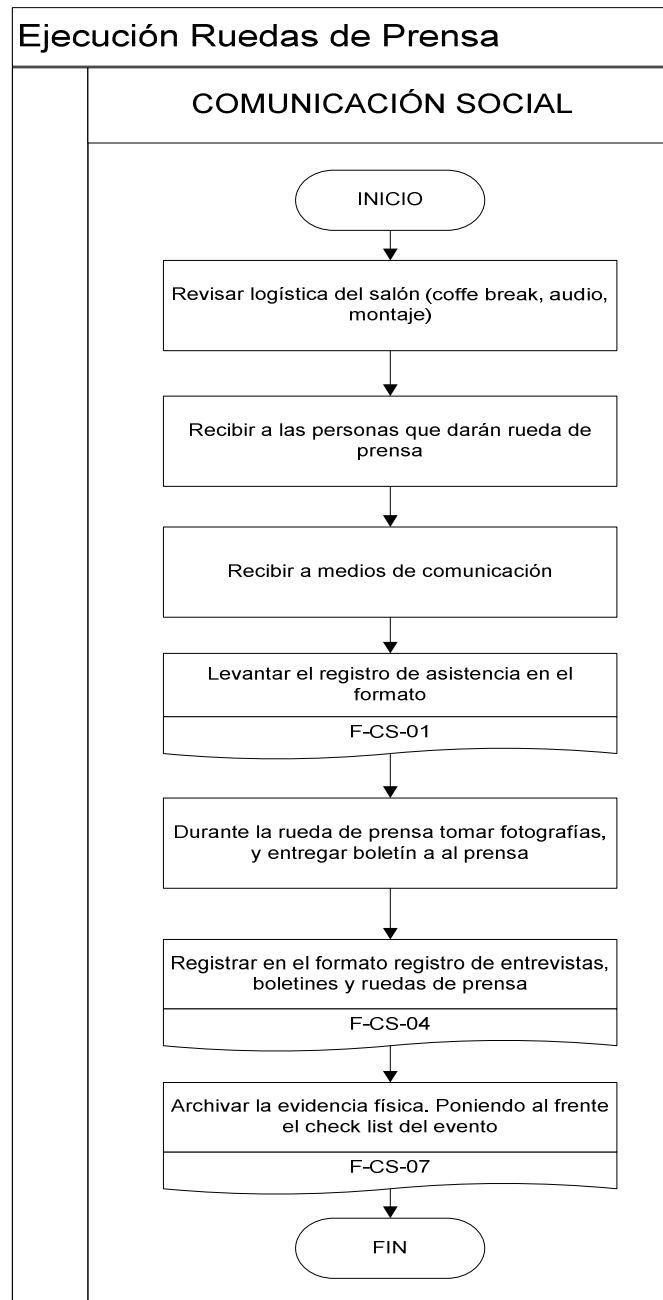 Ejecución Ruedas de Prensa
COMUNICACIÓN SOCIAL
INICIO
Revisar logística del salón (coffe break, audio,
montaje)
Recibir a las personas que darán rueda de
prensa
Recibir a medios de comunicación
Levantar el registro de asistencia en el
formato
F-CS-01
Durante la rueda de prensa tomar fotografías,
y entregar boletín a al prensa
Registrar en el formato registro de entrevistas,
boletines y ruedas de prensa
F-CS-04
Archivar la evidencia física. Poniendo al frente
el check list del evento
F-CS-07
FIN